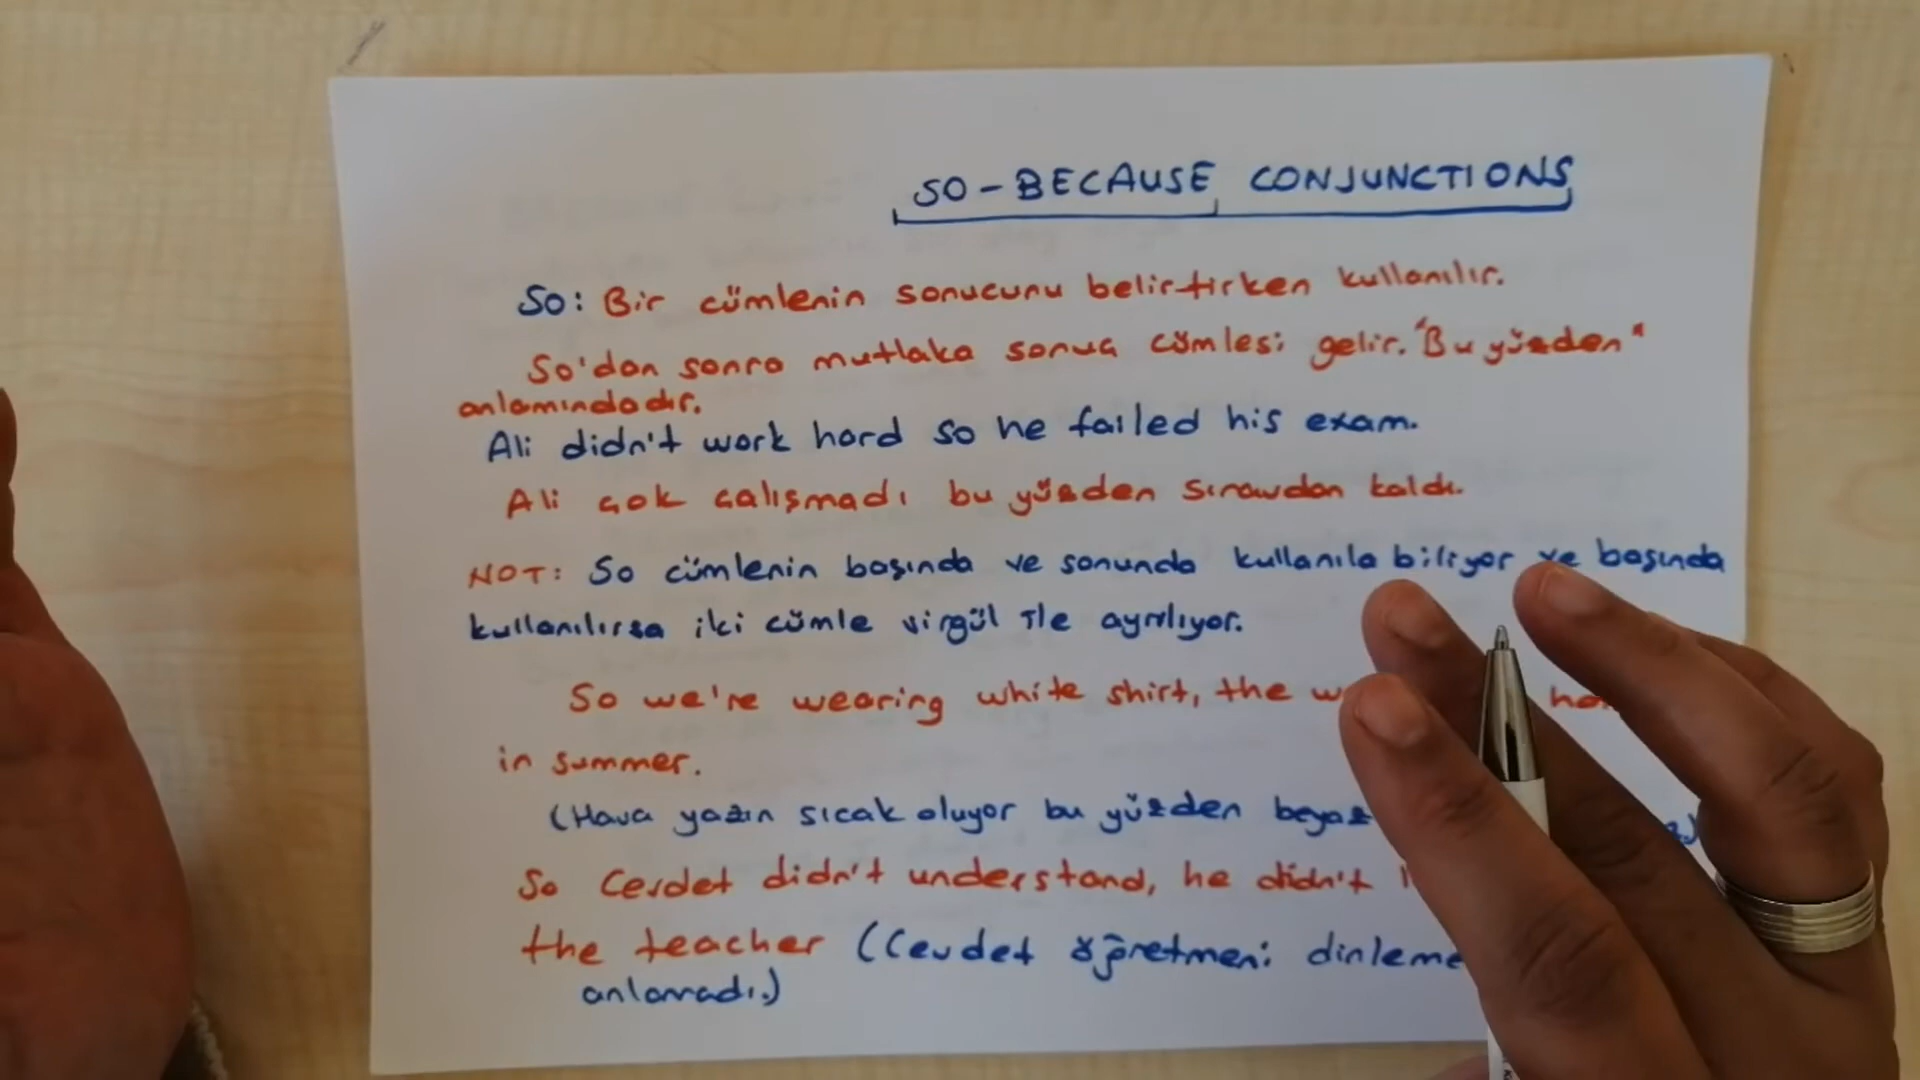 SO - BECAUSE CONJUNCTIONS
So: Bir cümlenin sonucunu belirtirken kullanılır.
So'dan sonra mutlaka sonuç cümlesi gelir. "Bu yüzden"
anlamındadır.
Ali didn't work hard so he failed his exam.
Ali çok çalışmadı bu yüzden sınavdan kaldı.
NOT: So cümlenin başında ve sonunda kullanıla biliyor ve başında
kullanılırsa iki cümle virgül ile ayrılıyor.
So we're wearing white shirt, the
in summer.
(Hava yazın sıcak oluyor bu yüzden beyaz
So Cevdet didn't understand, he didn't
the teacher (Cevdet öğretmeni
anlamadı.)